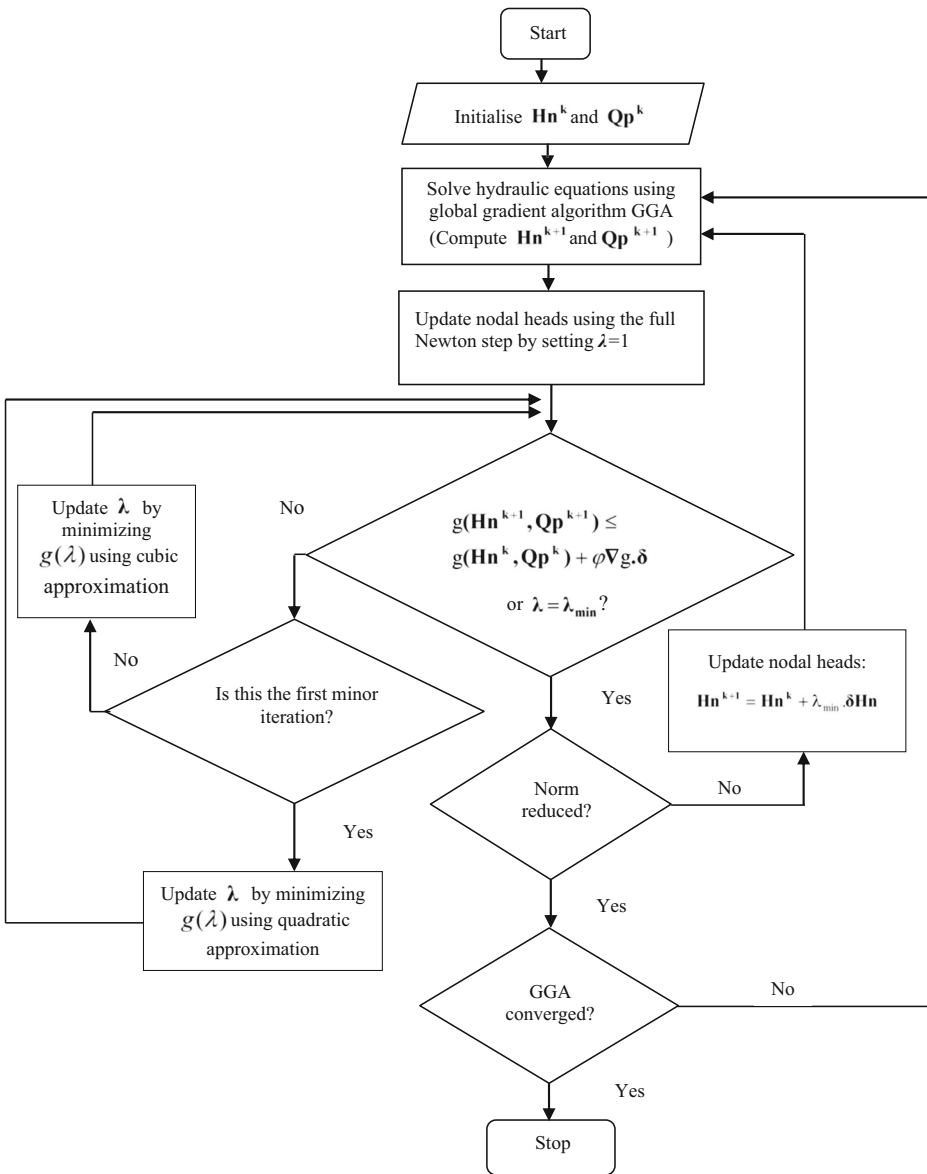 Start
Initialise Hn^k and Qp^k
Solve hydraulic equations using
global gradient algorithm GGA
(Compute Hn^{k+1} and Qp^{k+1} )
Update nodal heads using the full
Newton step by setting λ=1
No
g(Hn^{k+1}, Qp^{k+1}) ≤
g(Hn^k, Qp^k) + φ∇g.δ
or λ = λ_min ?
Update λ by
minimizing
g(λ) using cubic
approximation
No
Is this the first minor
iteration?
Yes
Update λ by minimizing
g(λ) using quadratic
approximation
Yes
Norm
reduced?
No
Update nodal heads:
Hn^{k+1} = Hn^k + λ_min.δHn
Yes
GGA
converged?
No
Yes
Stop